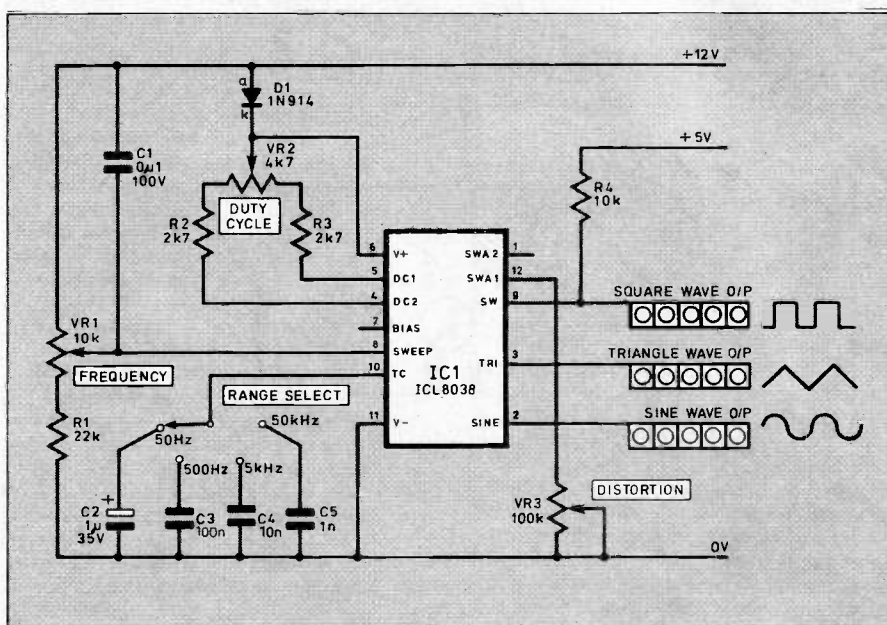 +12V
a
D1
1N914
k
+5V
VR2
4k7
C1
0µ1
100V
R4
10k
DUTY
CYCLE
R2
2k7
R3
2k7
6 V+
SWA2 1
5 DC1
SWA1 12
4 DC2
SW 9
SQUARE WAVE O/P
7 BIAS
VR1
10k
8 SWEEP
IC1
ICL8038
TRI 3
TRIANGLE WAVE O/P
FREQUENCY
10 TC
RANGE SELECT
R1
22k
50Hz
50kHz
11 V-
SINE 2
SINE WAVE O/P
500Hz
5kHz
DISTORTION
VR3
100k
+
C2
1µ
35V
C3
100n
C4
10n
C5
1n
0V